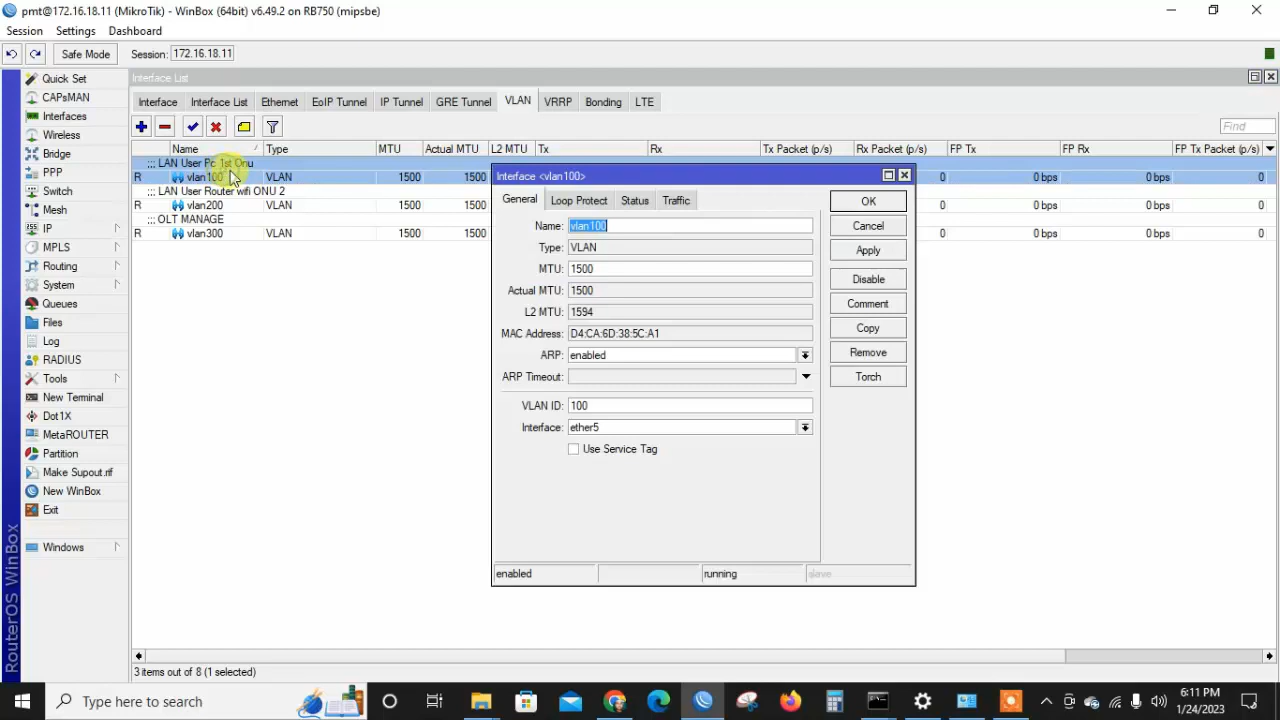 pmt@172.16.18.11 (MikroTik) - WinBox (64bit) v6.49.2 on RB750 (mipsbe)
Session Settings Dashboard
Safe Mode Session: 172.16.18.11
Quick Set
CAPsMAN
Interfaces
Wireless
Bridge
PPP
Switch
Mesh
IP
MPLS
Routing
System
Queues
Files
Log
RADIUS
Tools
New Terminal
Dot1X
MetaROUTER
Partition
Make Supout.rif
New WinBox
Exit
Windows
RouterOS WinBox
Interface List
Interface Interface List Ethernet EoIP Tunnel IP Tunnel GRE Tunnel VLAN VRRP Bonding LTE
Find
Name Type MTU Actual MTU L2 MTU Tx Rx Tx Packet (p/s) Rx Packet (p/s) FP Tx FP Rx FP Tx Packet (p/s)
;;; LAN User Pc 1st Onu
R vlan100 VLAN 1500 1500 0 0 bps 0 bps 0
;;; LAN User Router wifi ONU 2
R vlan200 VLAN 1500 1500 0 0 bps 0 bps 0
;;; OLT MANAGE
R vlan300 VLAN 1500 1500 0 0 bps 0 bps 0
Interface <vlan100>
General Loop Protect Status Traffic
Name: vlan100
Type: VLAN
MTU: 1500
Actual MTU: 1500
L2 MTU: 1594
MAC Address: D4:CA:6D:38:5C:A1
ARP: enabled
ARP Timeout:
VLAN ID: 100
Interface: ether5
Use Service Tag
OK
Cancel
Apply
Disable
Comment
Copy
Remove
Torch
enabled running slave
3 items out of 8 (1 selected)
Type here to search
6:11 PM
1/24/2023